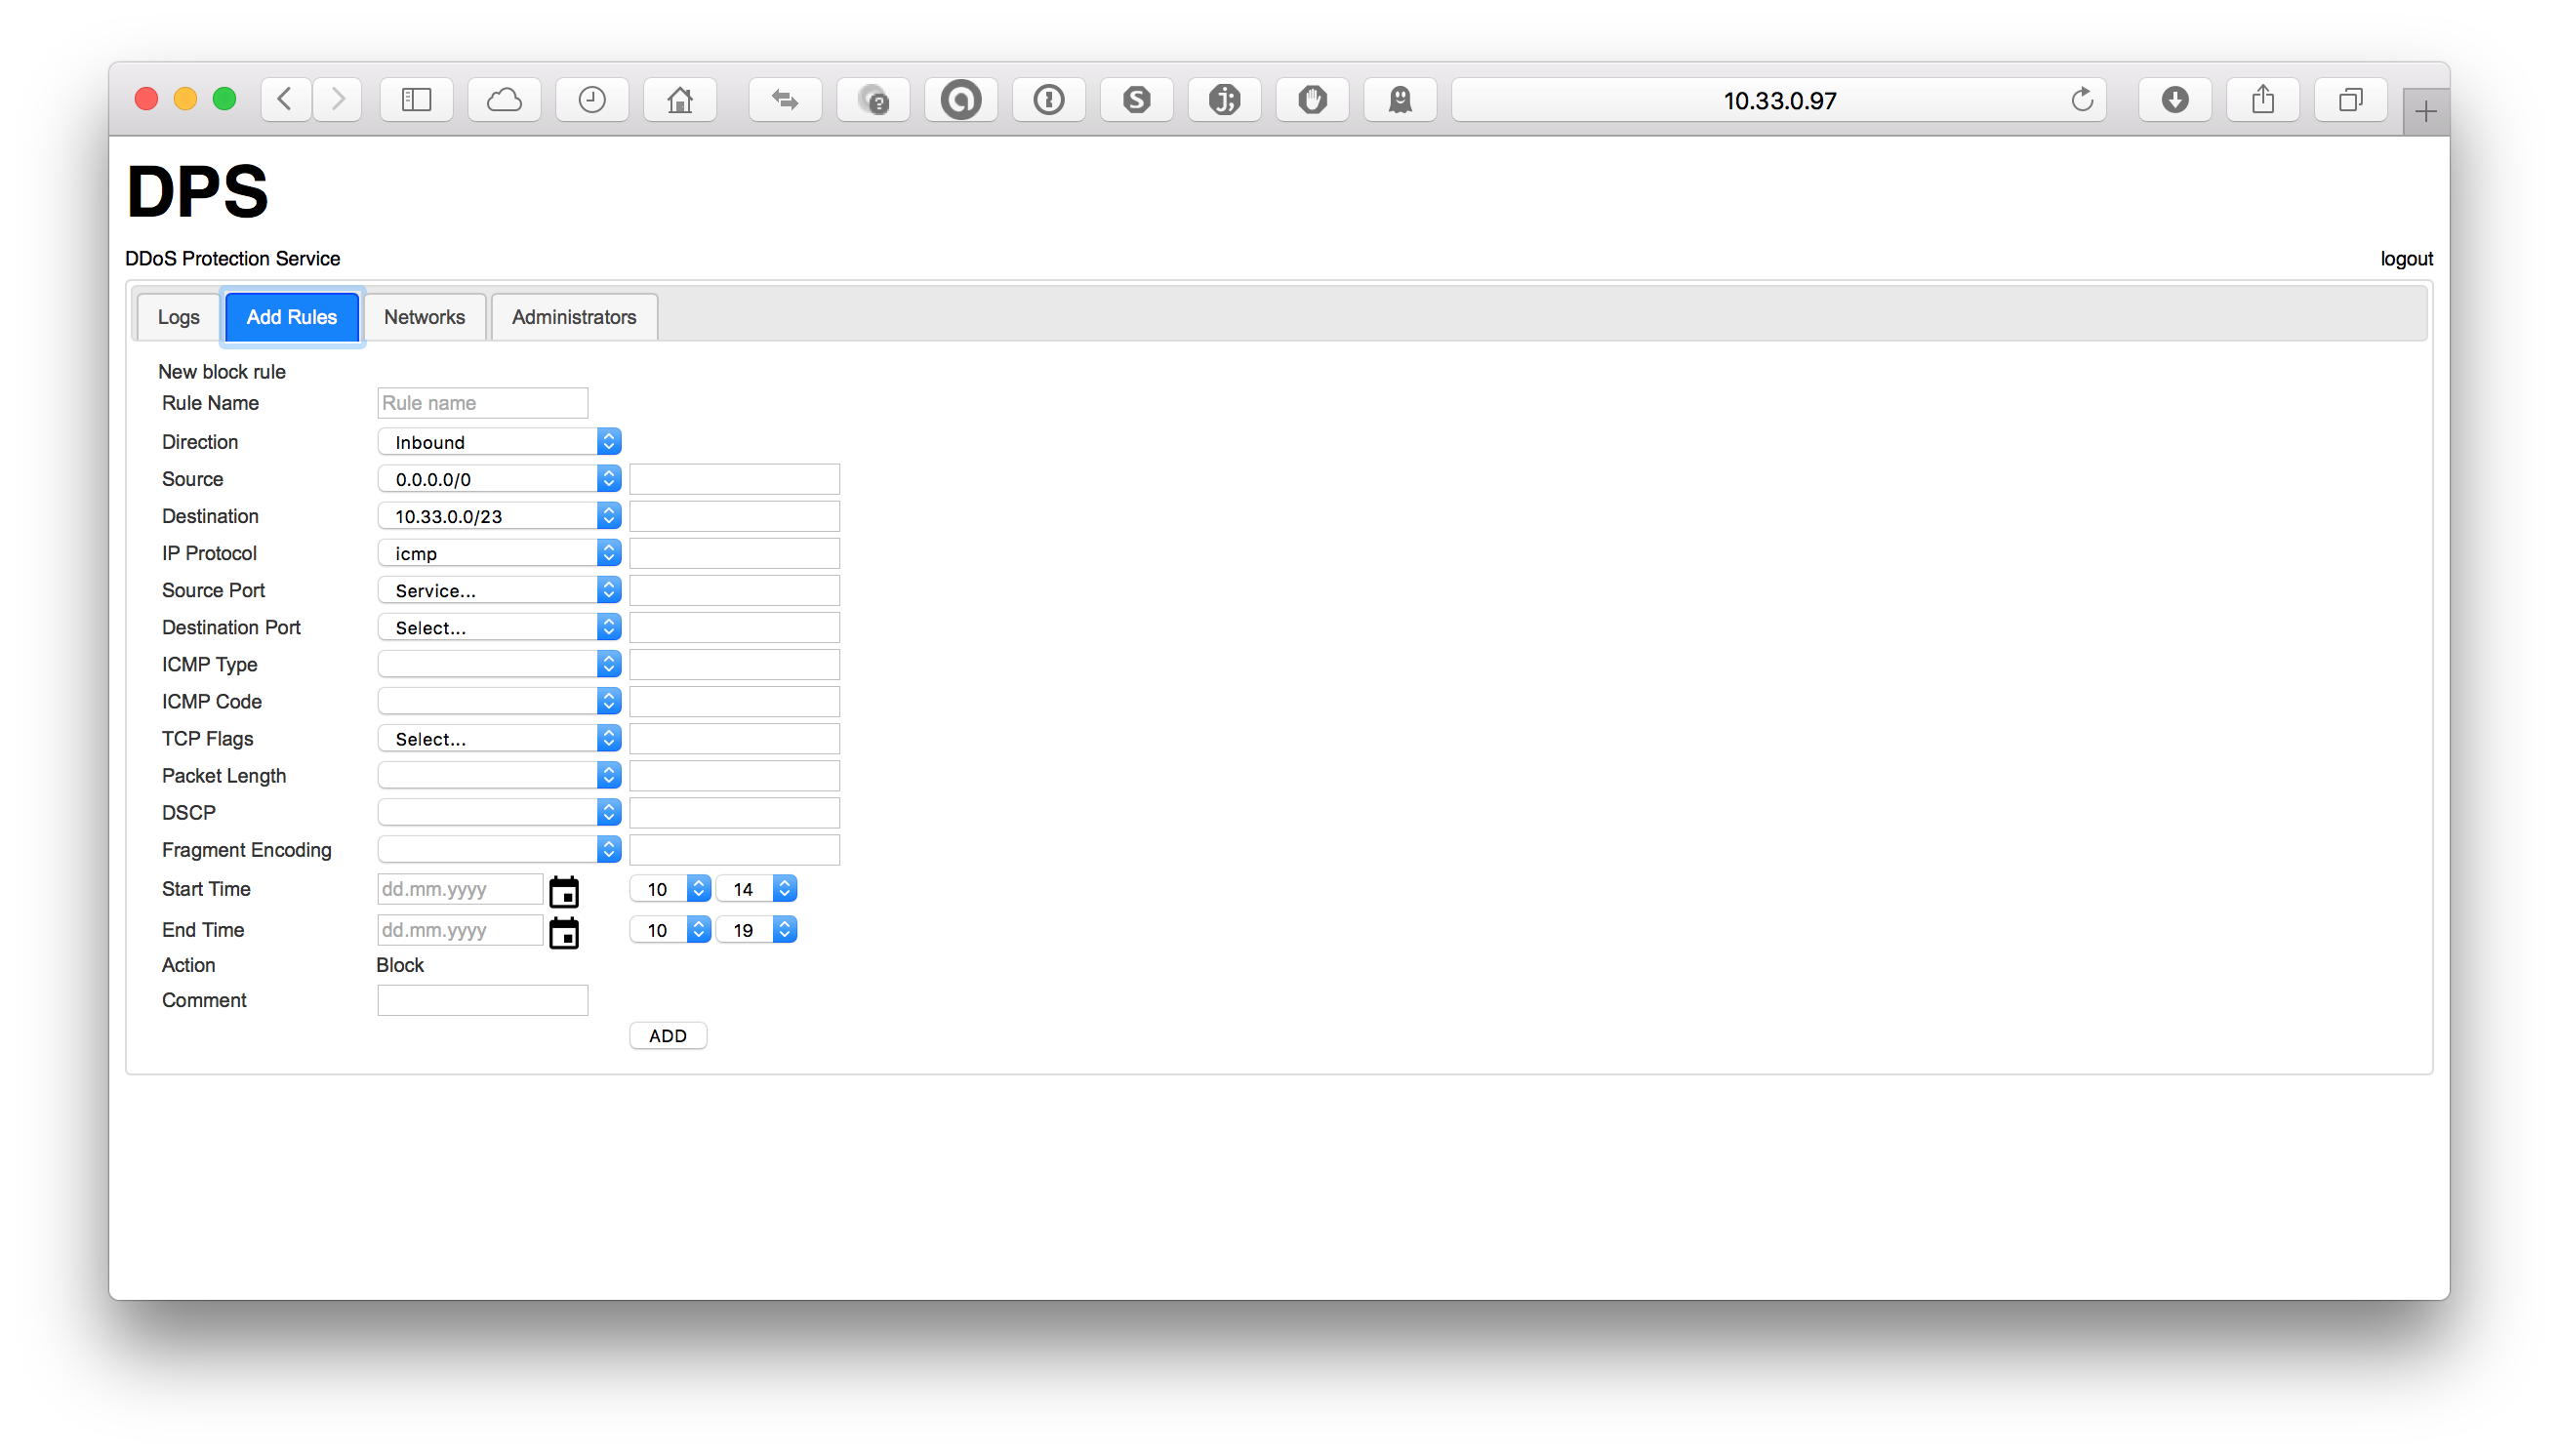 10.33.0.97
DPS
DDoS Protection Service logout
Logs Add Rules Networks Administrators
New block rule
Rule Name Rule name
Direction Inbound
Source 0.0.0.0/0
Destination 10.33.0.0/23
IP Protocol icmp
Source Port Service...
Destination Port Select...
ICMP Type
ICMP Code
TCP Flags Select...
Packet Length
DSCP
Fragment Encoding
Start Time dd.mm.yyyy 10 14
End Time dd.mm.yyyy 10 19
Action Block
Comment
ADD